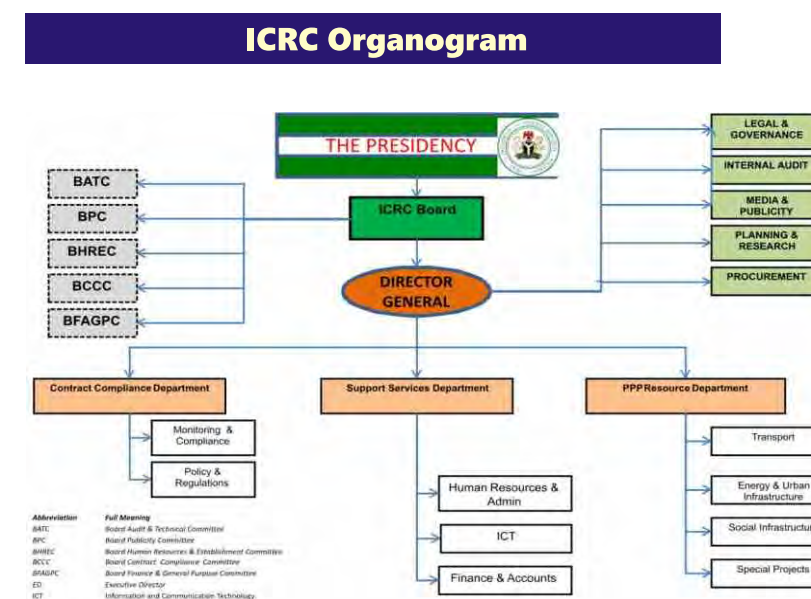 ICRC Organogram
THE PRESIDENCY
LEGAL &
GOVERNANCE
INTERNAL AUDIT
MEDIA &
PUBLICITY
PLANNING &
RESEARCH
PROCUREMENT
BATC
BPC
BHREC
BCCC
BFAGPC
ICRC Board
DIRECTOR
GENERAL
Contract Compliance Department
Support Services Department
PPP Resource Department
Monitoring &
Compliance
Policy &
Regulations
Human Resources &
Admin
ICT
Finance & Accounts
Transport
Energy & Urban
Infrastructure
Social Infrastructu
Special Projects
Abbreviation Full Meaning
BATC Board Audit & Technical Committee
BPC Board Publicity Committee
BHREC Board Human Resources & Establishment Committee
BCCC Board Contract Compliance Committee
BFAGPC Board Finance & General Purpose Committee
ED Executive Director
ICT Information and Communication Technology